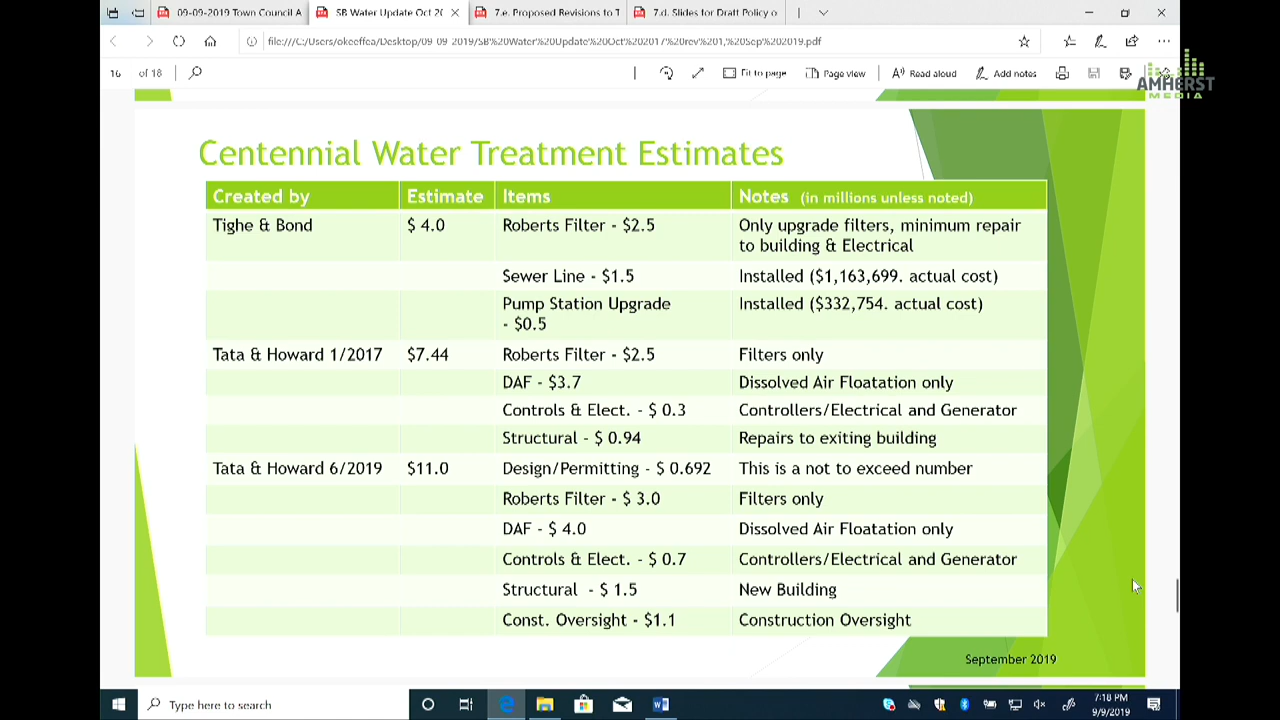 09-09-2019 Town Council A
SB Water Update Oct 20
7.e. Proposed Revisions to T
7.d. Slides for Draft Policy o
file:///C:/Users/okeeffea/Desktop/09-09-2019/SB%20Water%20Update%20Oct%202017%20rev%201,%20Sep%202019.pdf
16 of 18
Fit to page
Page view
Read aloud
Add notes
AMHERST
MEDIA
Centennial Water Treatment Estimates
Created by Estimate Items Notes (in millions unless noted)
Tighe & Bond $ 4.0 Roberts Filter - $2.5 Only upgrade filters, minimum repair
to building & Electrical
Sewer Line - $1.5 Installed ($1,163,699. actual cost)
Pump Station Upgrade Installed ($332,754. actual cost)
- $0.5
Tata & Howard 1/2017 $7.44 Roberts Filter - $2.5 Filters only
DAF - $3.7 Dissolved Air Floatation only
Controls & Elect. - $ 0.3 Controllers/Electrical and Generator
Structural - $ 0.94 Repairs to exiting building
Tata & Howard 6/2019 $11.0 Design/Permitting - $ 0.692 This is a not to exceed number
Roberts Filter - $ 3.0 Filters only
DAF - $ 4.0 Dissolved Air Floatation only
Controls & Elect. - $ 0.7 Controllers/Electrical and Generator
Structural - $ 1.5 New Building
Const. Oversight - $1.1 Construction Oversight
September 2019
Type here to search
7:18 PM
9/9/2019